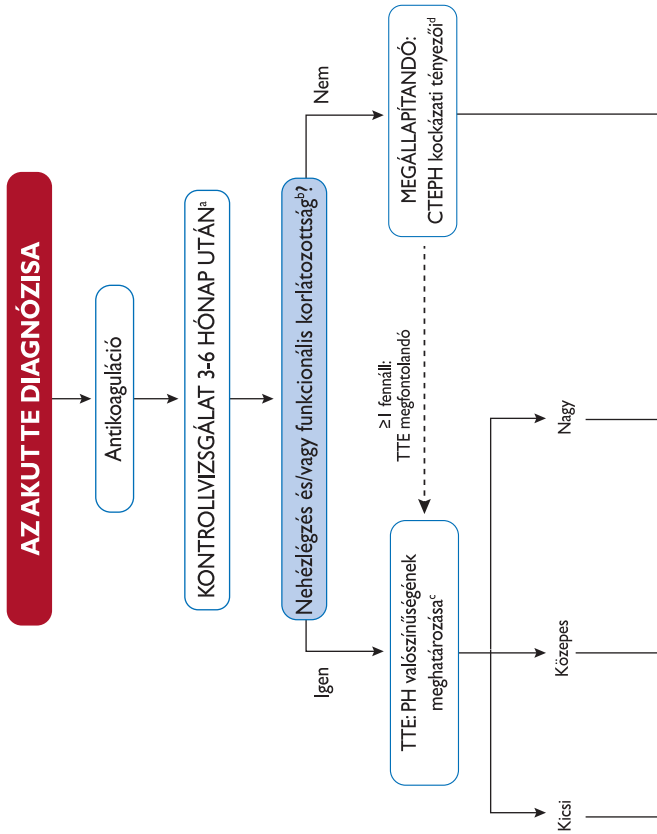 AZ AKUT TE DIAGNÓZISA
Antikoaguláció
KONTROLLVIZSGÁLAT 3-6 HÓNAP UTÁNᵃ
Nehézlégzés és/vagy funkcionális korlátozottságᵇ?
Igen
Nem
TTE: PH valószínűségének
meghatározásaᶜ
≥1 fennáll:
TTE megfontolandó
MEGÁLLAPÍTANDÓ:
CTEPH kockázati tényezőiᵈ
Kicsi
Közepes
Nagy